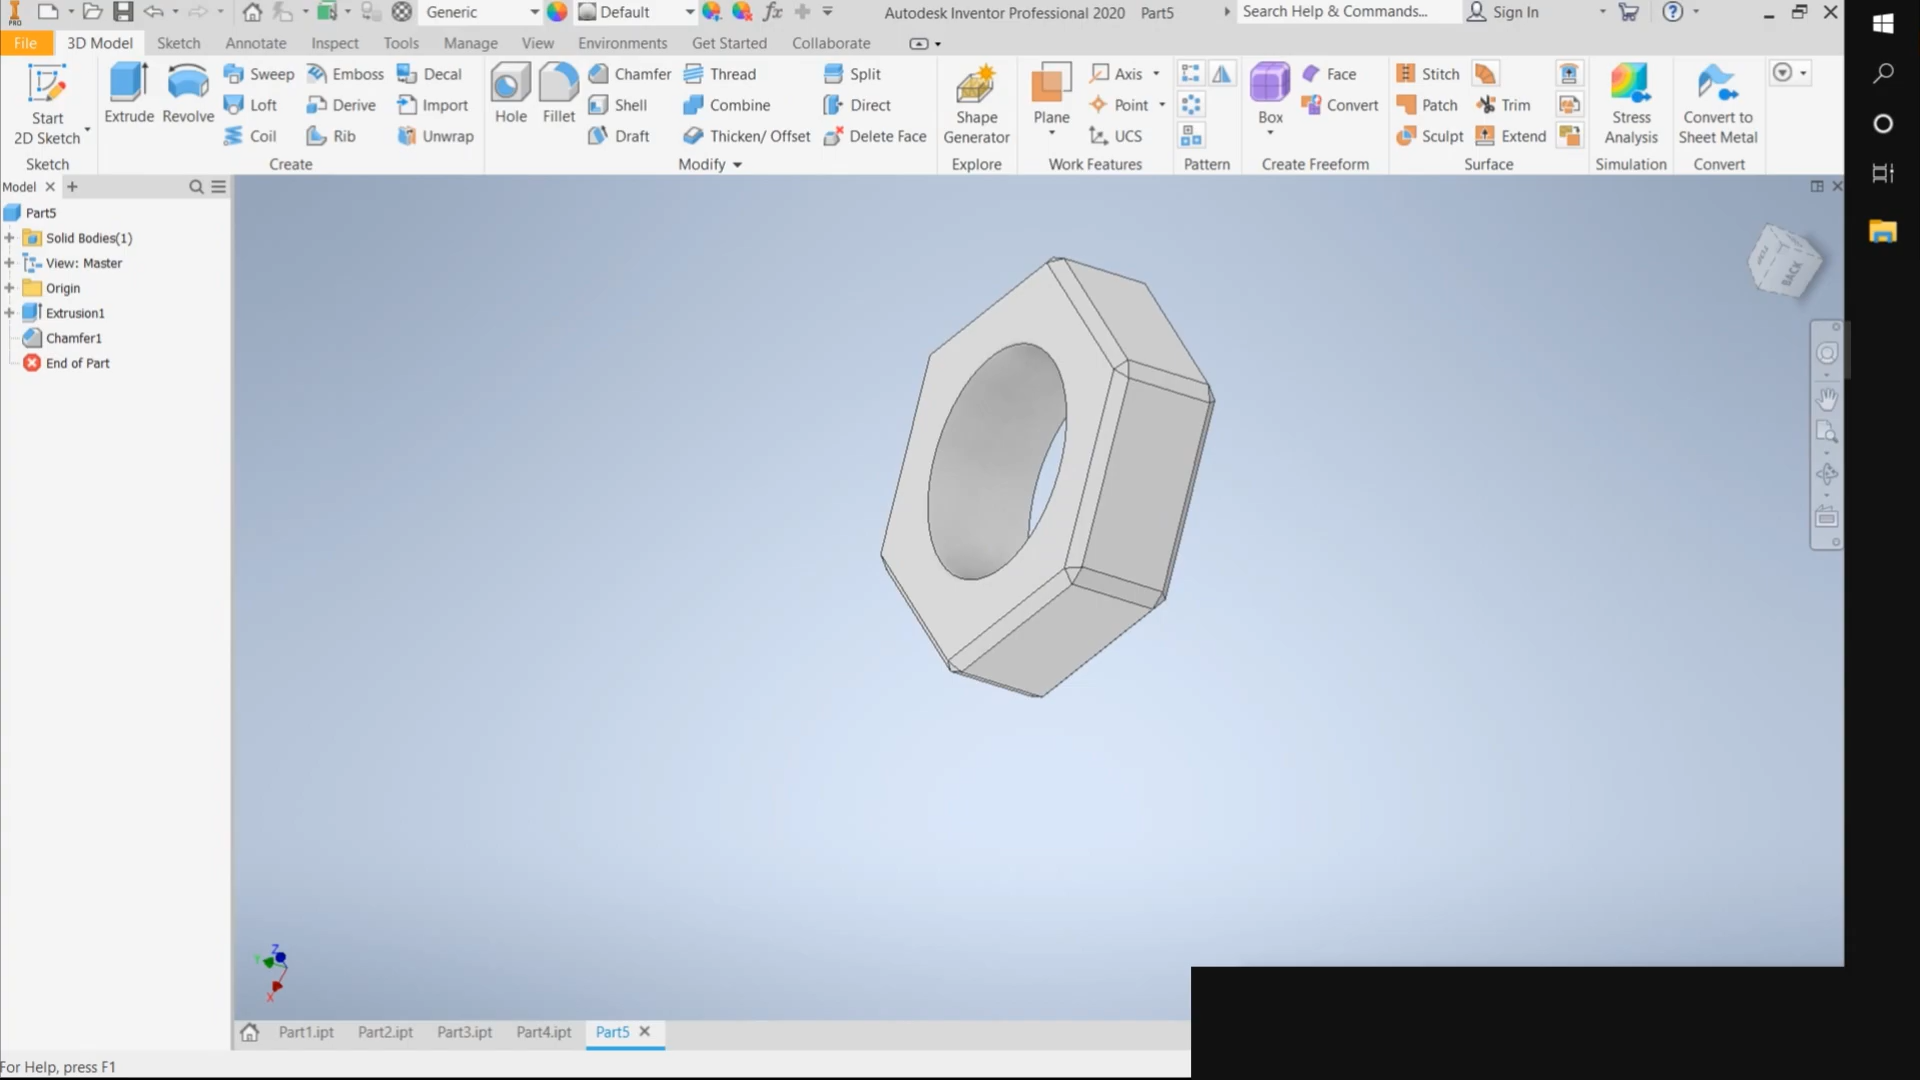 Generic
Default
Autodesk Inventor Professional 2020 Part5
Search Help & Commands...
Sign In
PRO
File
3D Model
Sketch
Annotate
Inspect
Tools
Manage
View
Environments
Get Started
Collaborate
Start
2D Sketch
Sketch
Extrude
Revolve
Sweep
Loft
Coil
Emboss
Derive
Rib
Decal
Import
Unwrap
Create
Hole
Fillet
Chamfer
Shell
Draft
Thread
Combine
Thicken/ Offset
Split
Direct
Delete Face
Modify
Shape
Generator
Explore
Plane
Axis
Point
UCS
Work Features
Pattern
Box
Face
Convert
Create Freeform
Stitch
Patch
Sculpt
Trim
Extend
Surface
Stress
Analysis
Simulation
Convert to
Sheet Metal
Convert
Model
Part5
Solid Bodies(1)
View: Master
Origin
Extrusion1
Chamfer1
End of Part
BACK
Z
Y
X
Part1.ipt
Part2.ipt
Part3.ipt
Part4.ipt
Part5
For Help, press F1